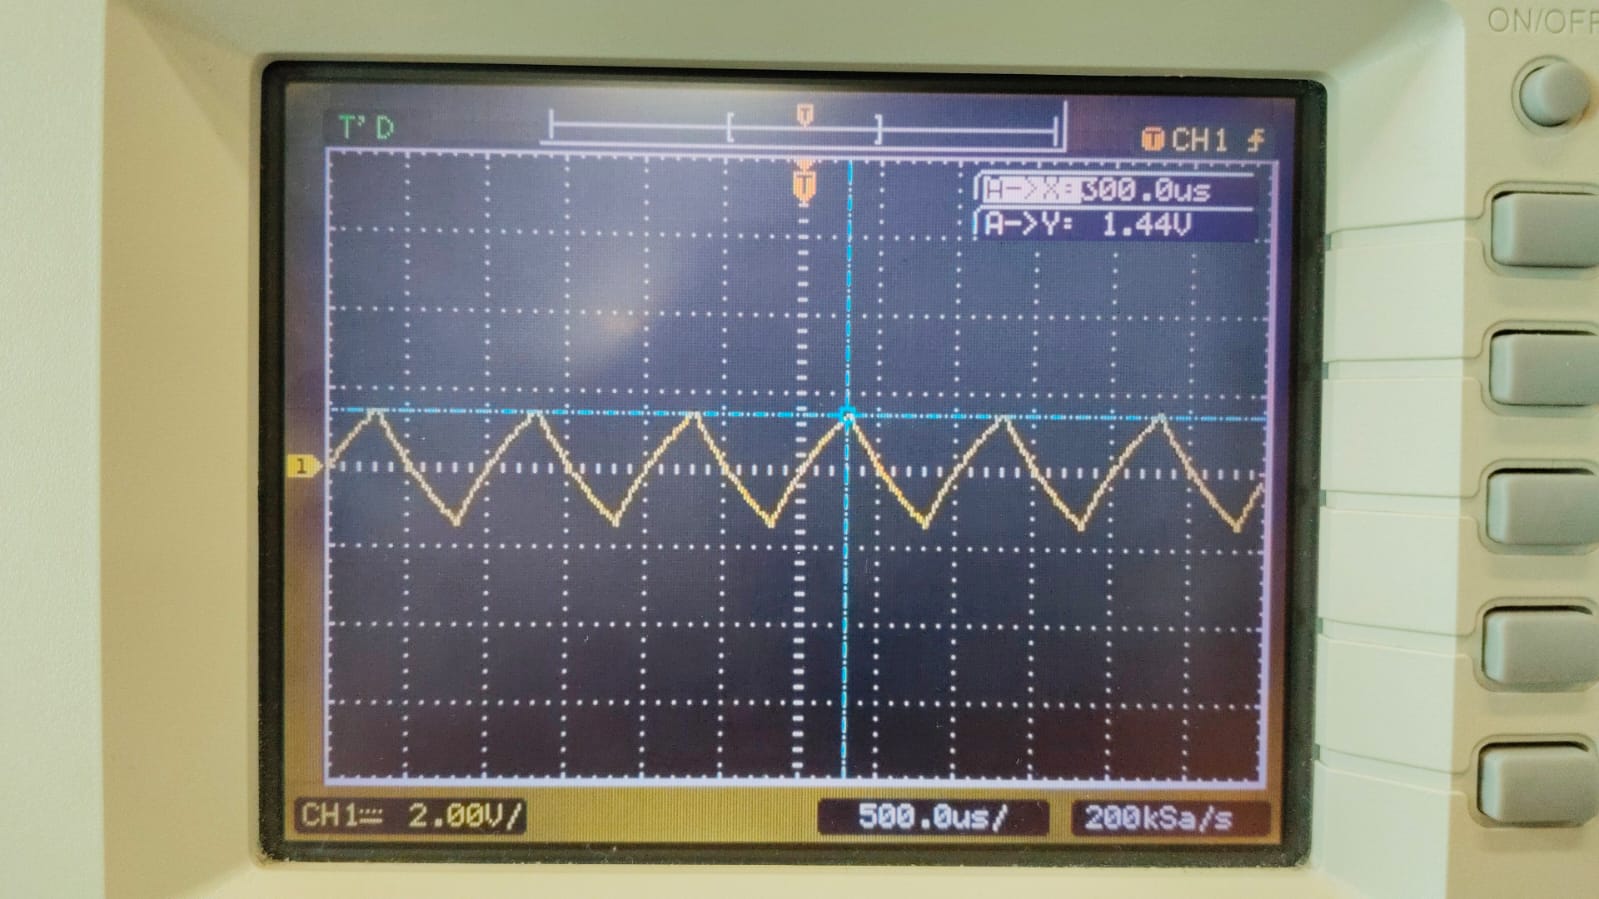 ON/OFF
T' D
T
T CH1
T
A->X: 300.0us
A->Y: 1.44V
1
CH1 2.00V/
500.0us/
200kSa/s